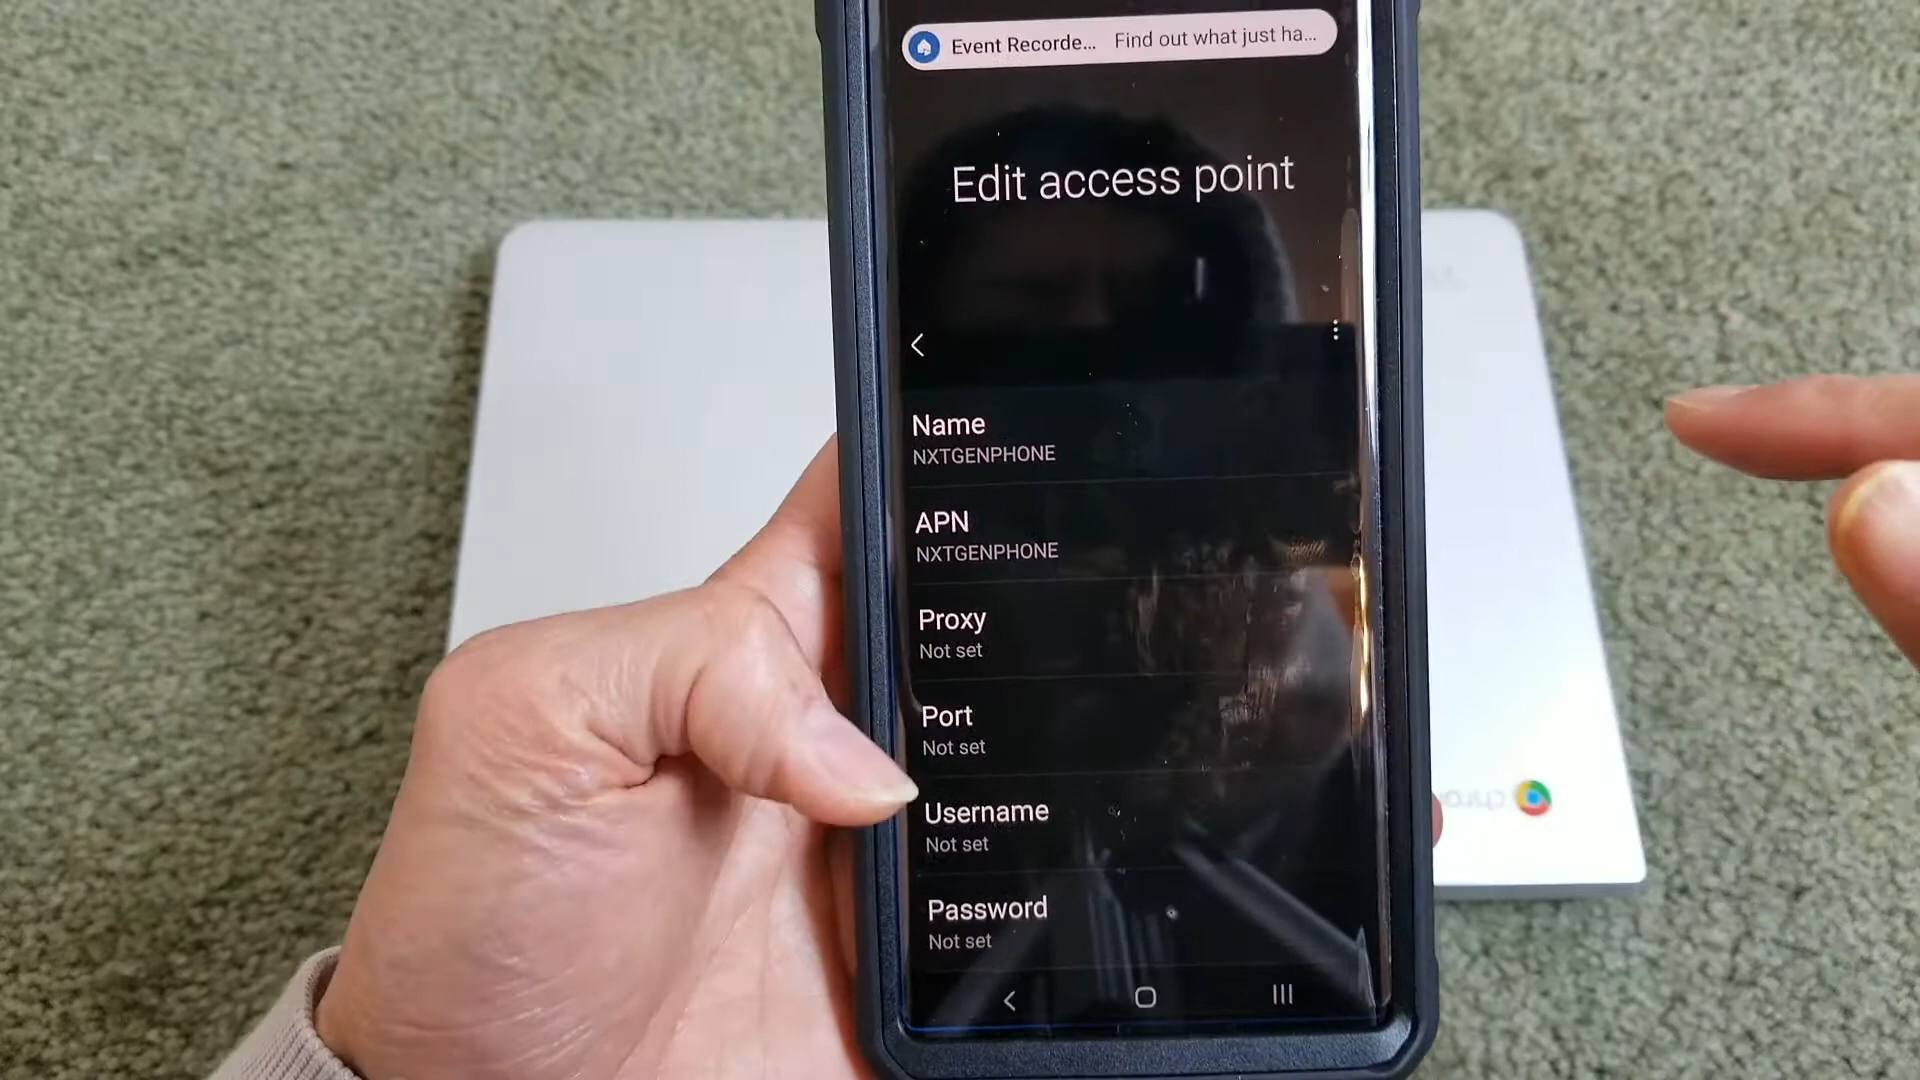 Event Recorde... Find out what just ha...
Edit access point
Name
NXTGENPHONE
APN
NXTGENPHONE
Proxy
Not set
Port
Not set
Username
Not set
Password
Not set